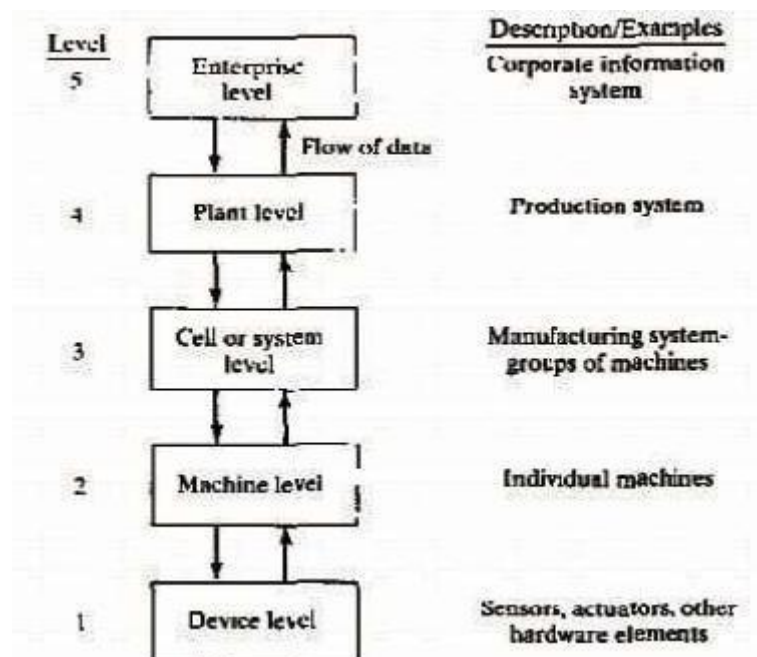 Level
Description/Examples
5
Enterprise
level
Corporate information
system
Flow of data
4
Plant level
Production system
3
Cell or system
level
Manufacturing system-
groups of machines
2
Machine level
Individual machines
1
Device level
Sensors, actuators, other
hardware elements